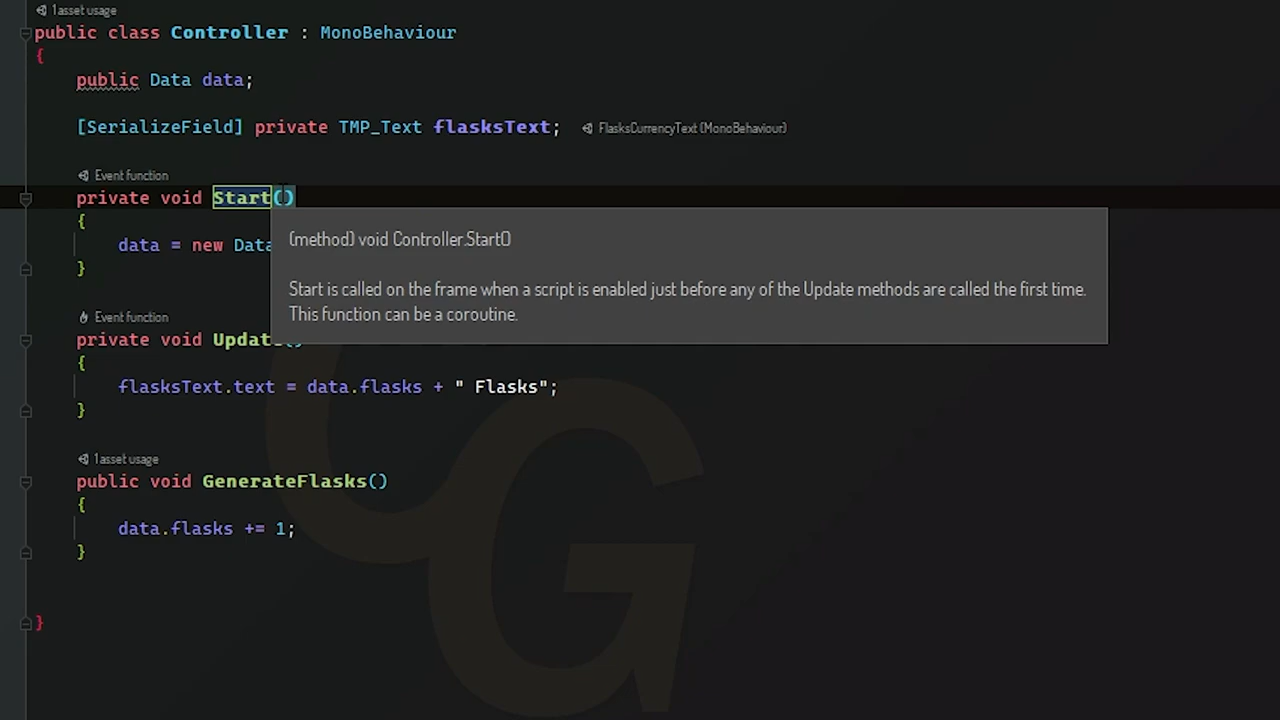 1 asset usage
public class Controller : MonoBehaviour
{
public Data data;
[SerializeField] private TMP_Text flasksText; FlasksCurrencyText (MonoBehaviour)
Event function
private void Start()
{
(method) void Controller.Start()
data = new Data
}
Start is called on the frame when a script is enabled just before any of the Update methods are called the first time.
This function can be a coroutine.
Event function
private void Update()
{
flasksText.text = data.flasks + " Flasks";
}
1 asset usage
public void GenerateFlasks()
{
data.flasks += 1;
}
}
CG